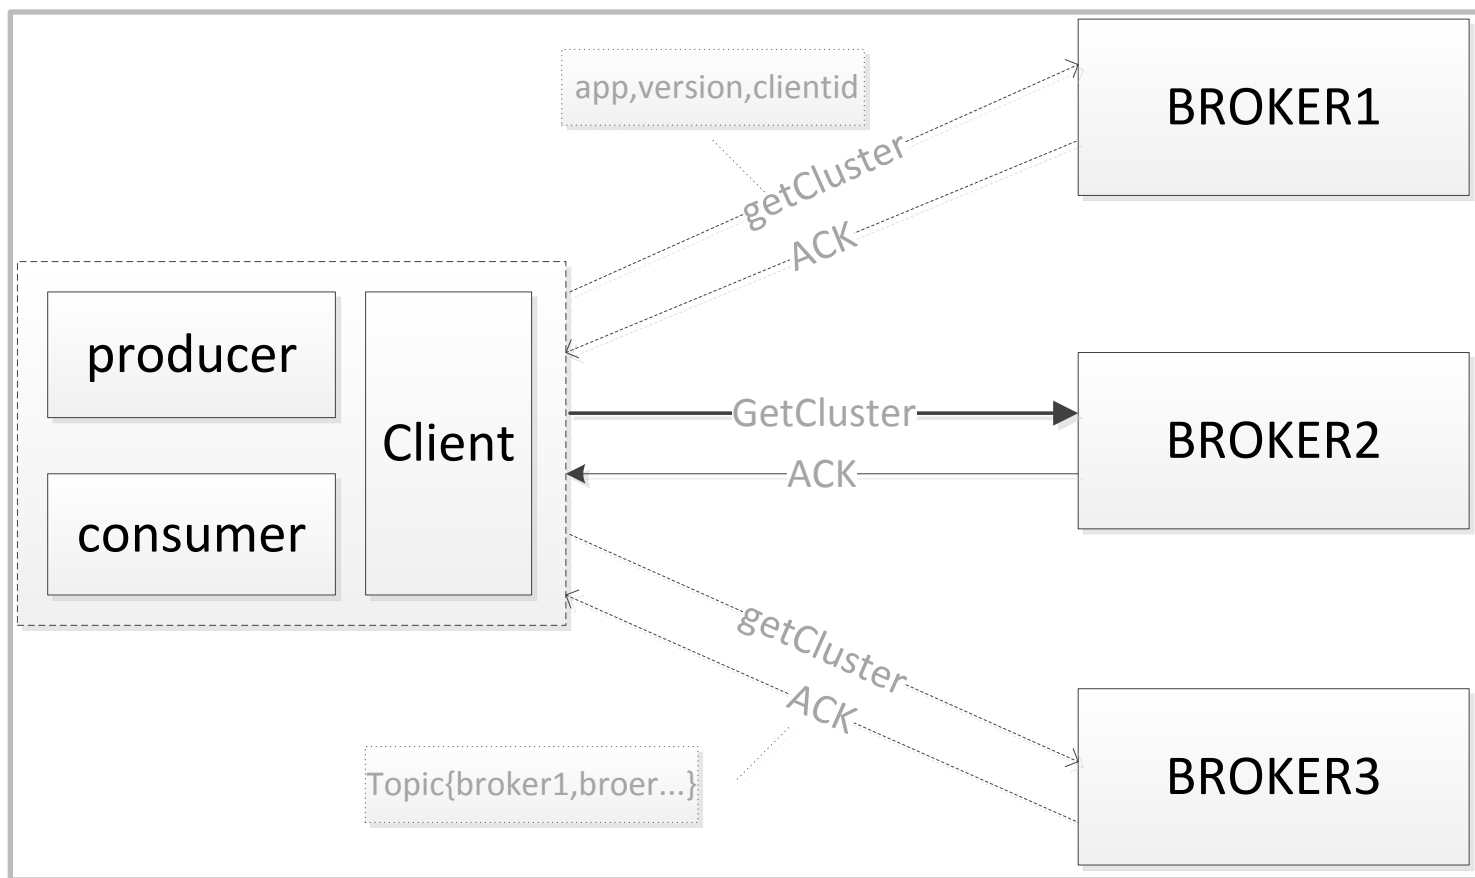 app,version,clientid
BROKER1
getCluster
ACK
producer
Client
consumer
GetCluster
ACK
BROKER2
getCluster
ACK
Topic{broker1,broer...}
BROKER3